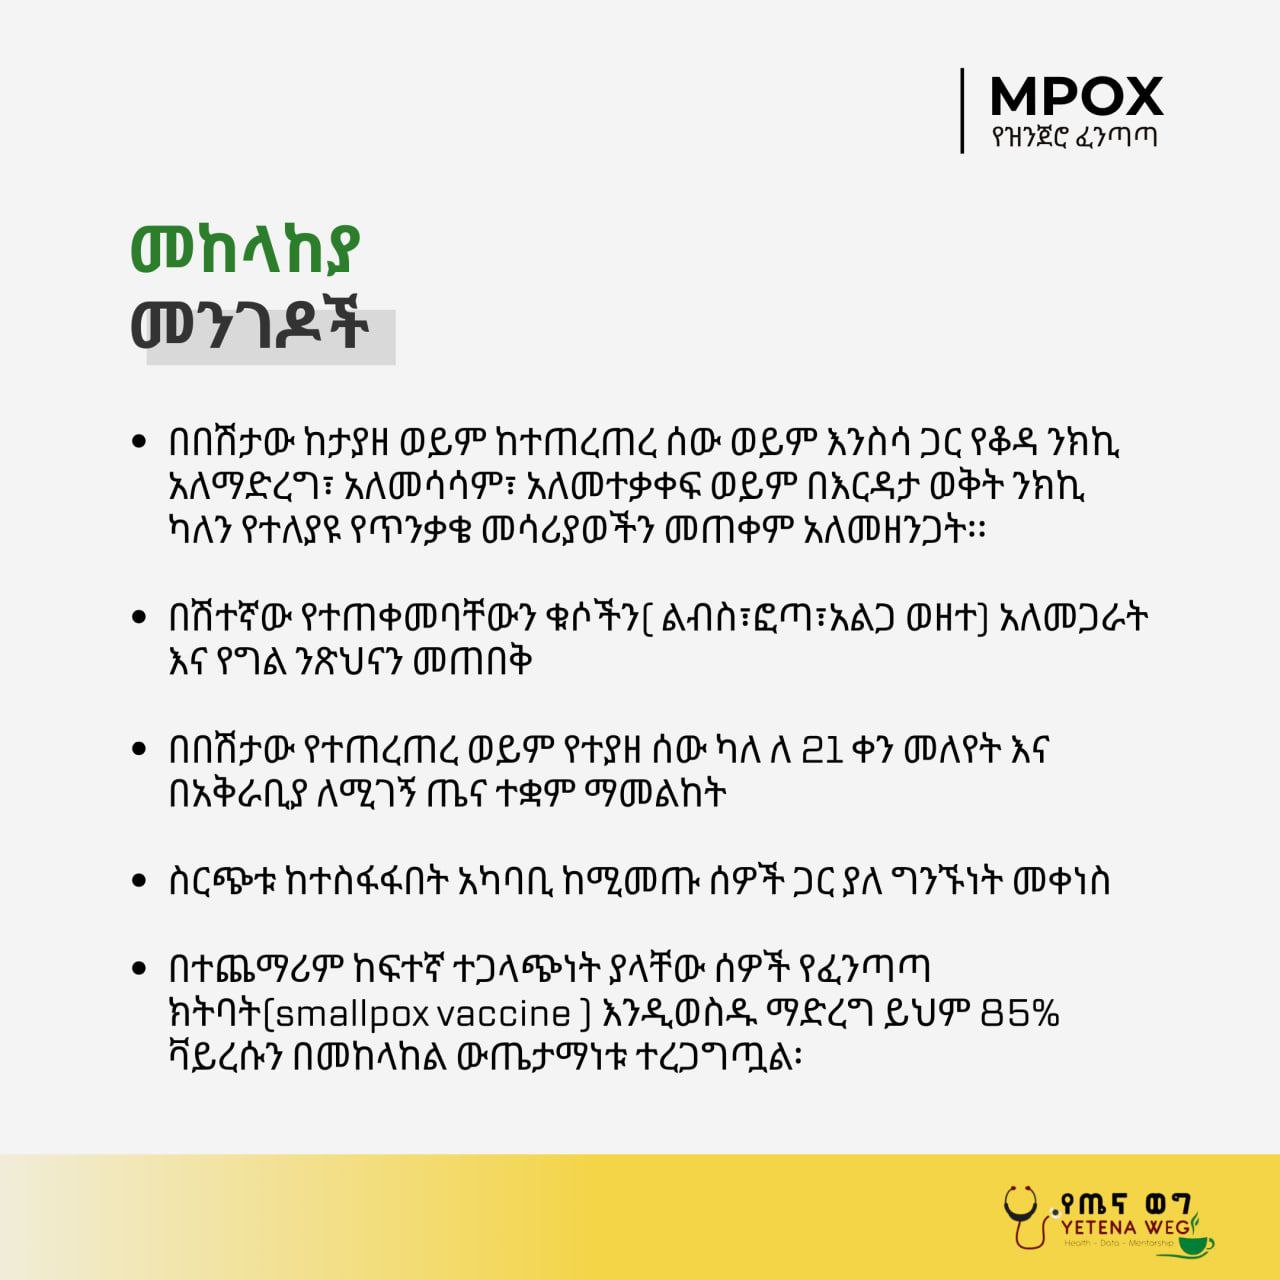 MPOX
የዝንጀሮ ፈንጣጣ
መከላከያ
መንገዶች
• በበሽታው ከታያዘ ወይም ከተጠረጠረ ሰው ወይም እንስሳ ጋር የቆዳ ንክኪ
አለማድረግ፣ አለመሳሳም፣ አለመተቃቀፍ ወይም በእርዳታ ወቅት ንክኪ
ካለን የተለያዩ የጥንቃቄ መሳሪያወችን መጠቀም አለመዘንጋት።
• በሽተኛው የተጠቀመባቸውን ቁሶችን( ልብስ፣ፎጣ፣አልጋ ወዘተ) አለመጋራት
እና የግል ንጽህናን መጠበቅ
• በበሽታው የተጠረጠረ ወይም የተያዘ ሰው ካለ ለ 21 ቀን መለየት እና
በአቅራቢያ ለሚገኝ ጤና ተቋም ማመልከት
• ስርጭቱ ከተስፋፋበት አካባቢ ከሚመጡ ሰዎች ጋር ያለ ግንኙነት መቀነስ
• በተጨማሪም ከፍተኛ ተጋላጭነት ያላቸው ሰዎች የፈንጣጣ
ክትባት(smallpox vaccine ) እንዲወስዱ ማድረግ ይህም 85%
ቫይረሱን በመከላከል ውጤታማነቱ ተረጋግጧል፡
የጤና ወግ
YETENA WEG
Health - Data - Mentorship